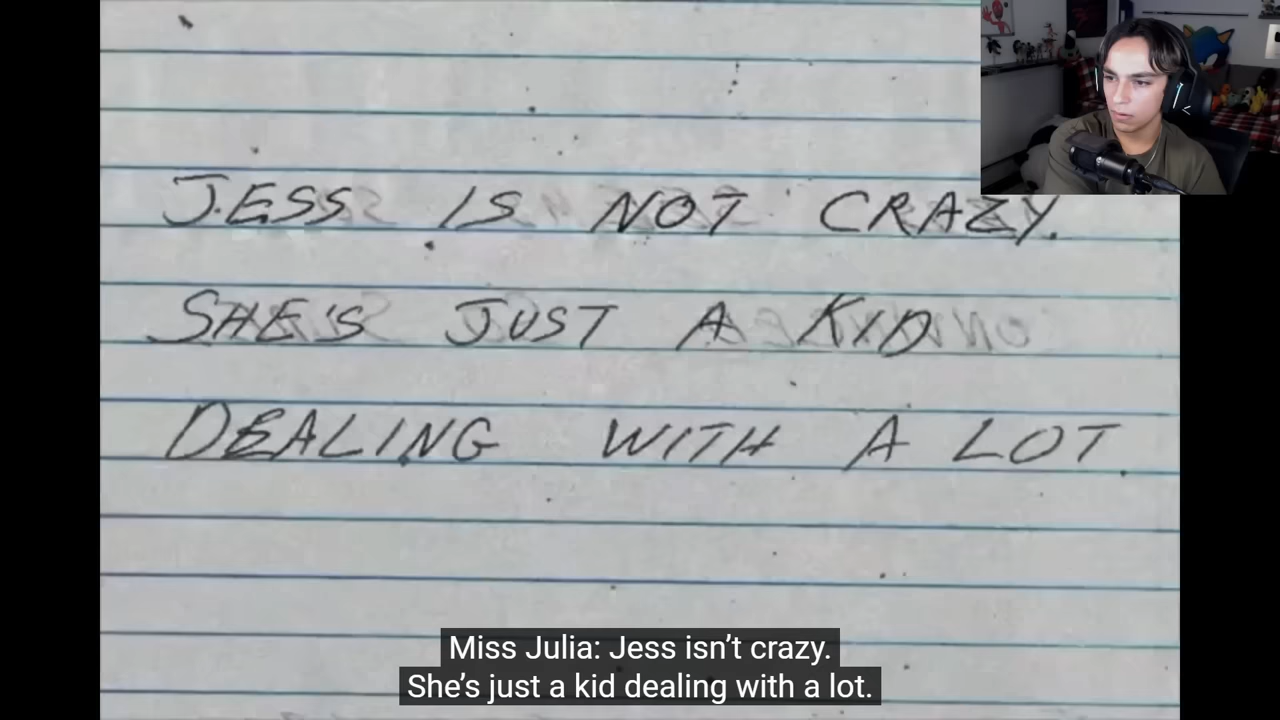 JESS IS NOT CRAZY.
SHE'S JUST A KID
DEALING WITH A LOT.
Miss Julia: Jess isn’t crazy.
She’s just a kid dealing with a lot.